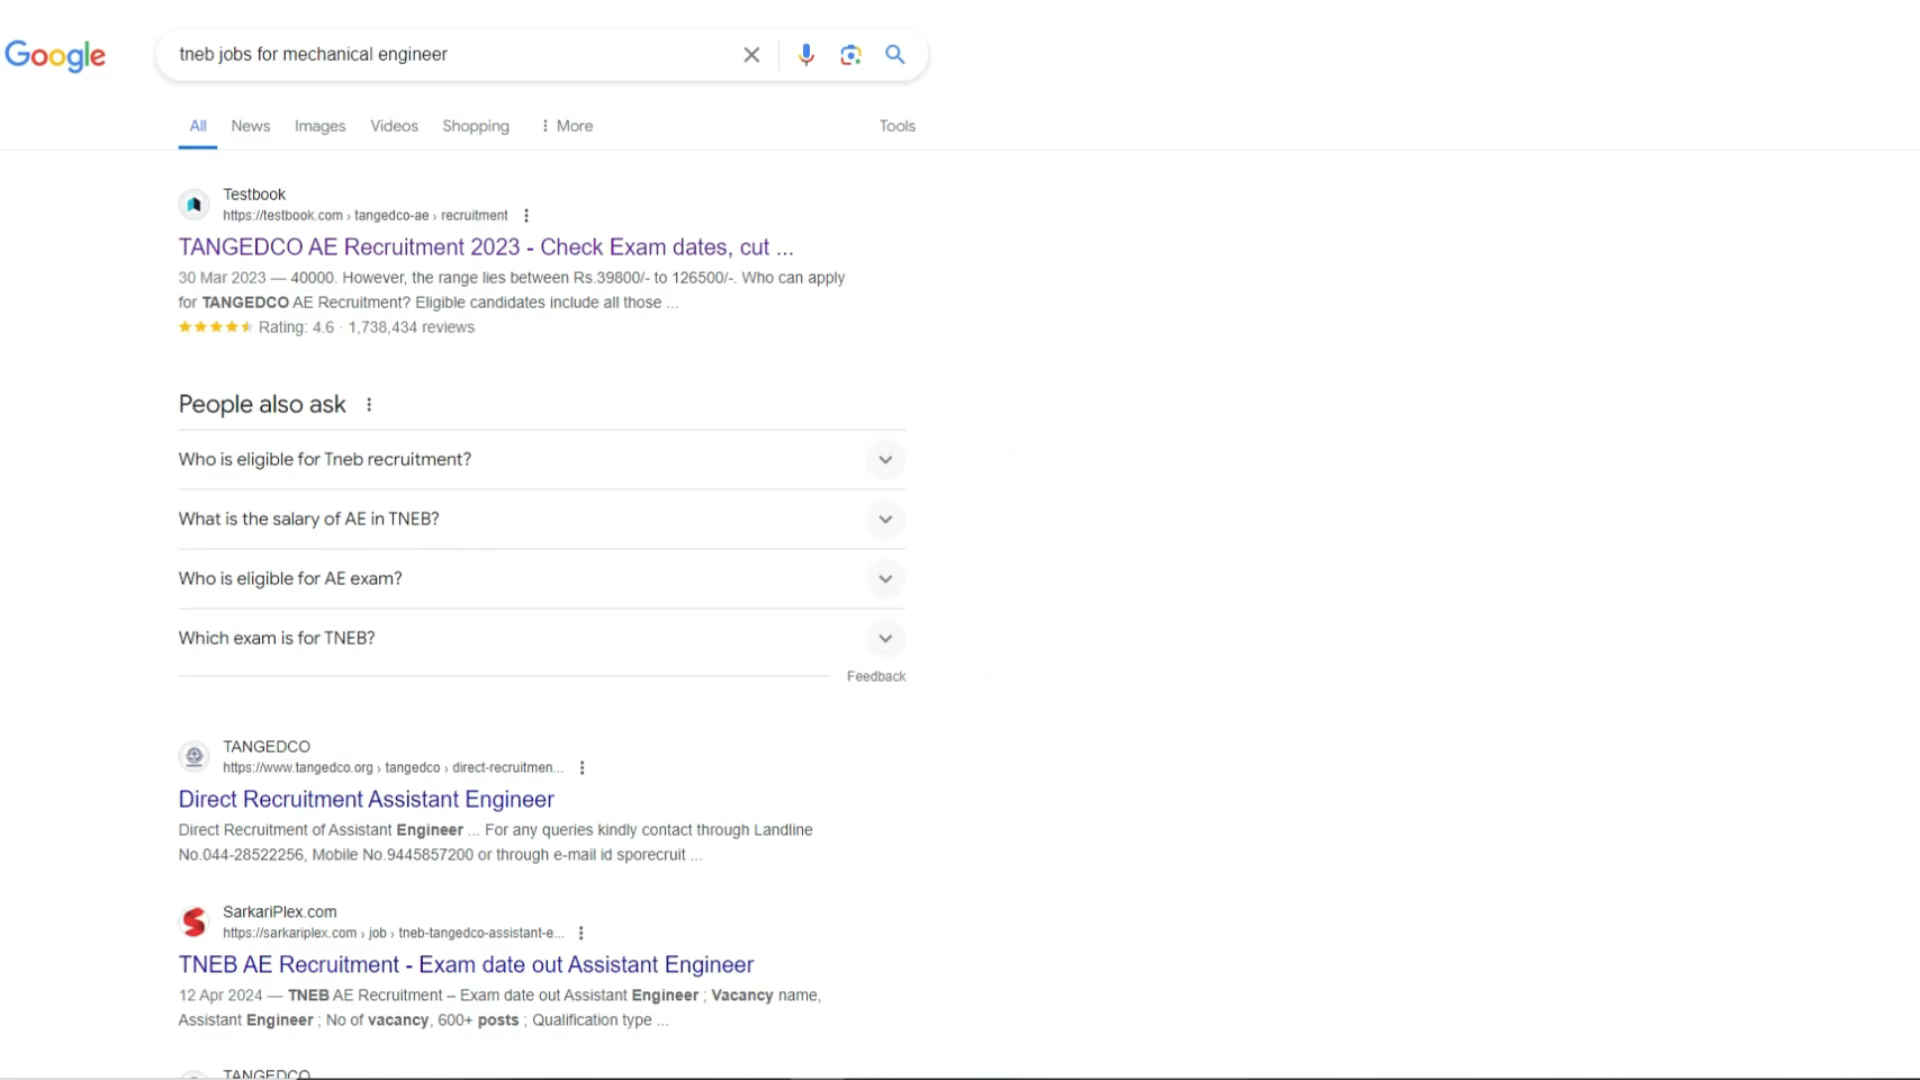 Google
tneb jobs for mechanical engineer
All News Images Videos Shopping More Tools
Testbook
https://testbook.com › tangedco-ae › recruitment
TANGEDCO AE Recruitment 2023 - Check Exam dates, cut ...
30 Mar 2023 — 40000. However, the range lies between Rs.39800/- to 126500/-. Who can apply
for TANGEDCO AE Recruitment? Eligible candidates include all those ...
Rating: 4.6 · 1,738,434 reviews
People also ask
Who is eligible for Tneb recruitment?
What is the salary of AE in TNEB?
Who is eligible for AE exam?
Which exam is for TNEB?
Feedback
TANGEDCO
https://www.tangedco.org › tangedco › direct-recruitmen...
Direct Recruitment Assistant Engineer
Direct Recruitment of Assistant Engineer ... For any queries kindly contact through Landline
No.044-28522256, Mobile No.9445857200 or through e-mail id sporecruit ...
SarkariPlex.com
https://sarkariplex.com › job › tneb-tangedco-assistant-e...
TNEB AE Recruitment - Exam date out Assistant Engineer
12 Apr 2024 — TNEB AE Recruitment – Exam date out Assistant Engineer ; Vacancy name,
Assistant Engineer ; No of vacancy, 600+ posts ; Qualification type ...
TANGEDCO